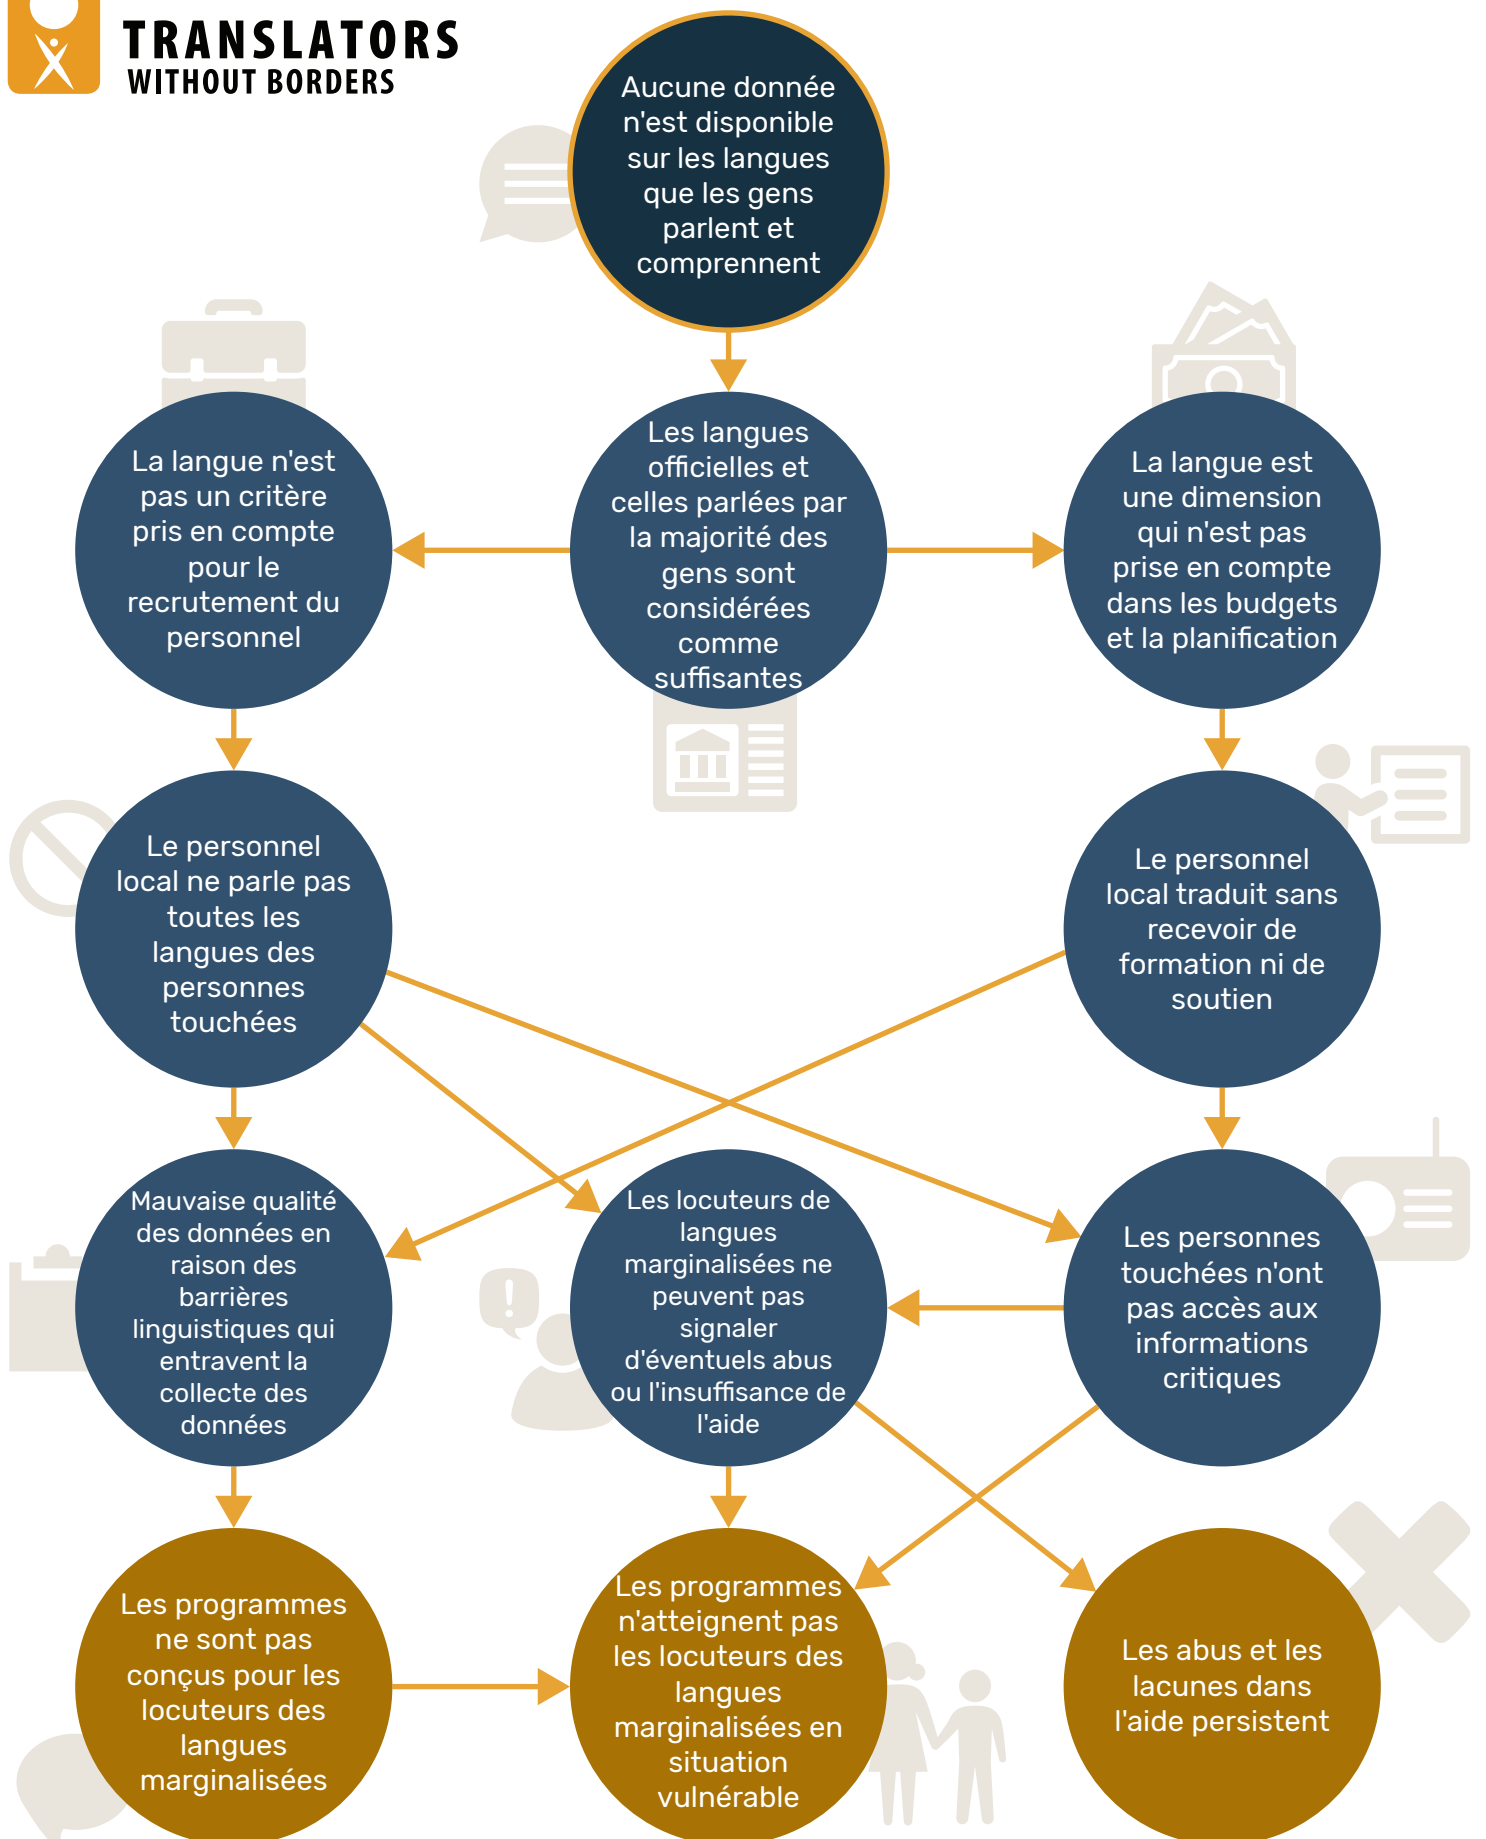 TRANSLATORS
WITHOUT BORDERS
Aucune donnée
n'est disponible
sur les langues
que les gens
parlent et
comprennent
La langue n'est
pas un critère
pris en compte
pour le
recrutement du
personnel
Les langues
officielles et
celles parlées par
la majorité des
gens sont
considérées
comme
suffisantes
La langue est
une dimension
qui n'est pas
prise en compte
dans les budgets
et la planification
Le personnel
local ne parle pas
toutes les
langues des
personnes
touchées
Le personnel
local traduit sans
recevoir de
formation ni de
soutien
Mauvaise qualité
des données en
raison des
barrières
linguistiques qui
entravent la
collecte des
données
Les locuteurs de
langues
marginalisées ne
peuvent pas
signaler
d'éventuels abus
ou l'insuffisance de
l'aide
Les personnes
touchées n'ont
pas accès aux
informations
critiques
Les programmes
ne sont pas
conçus pour les
locuteurs des
langues
marginalisées
Les programmes
n'atteignent pas
les locuteurs des
langues
marginalisées en
situation
vulnérable
Les abus et les
lacunes dans
l'aide persistent